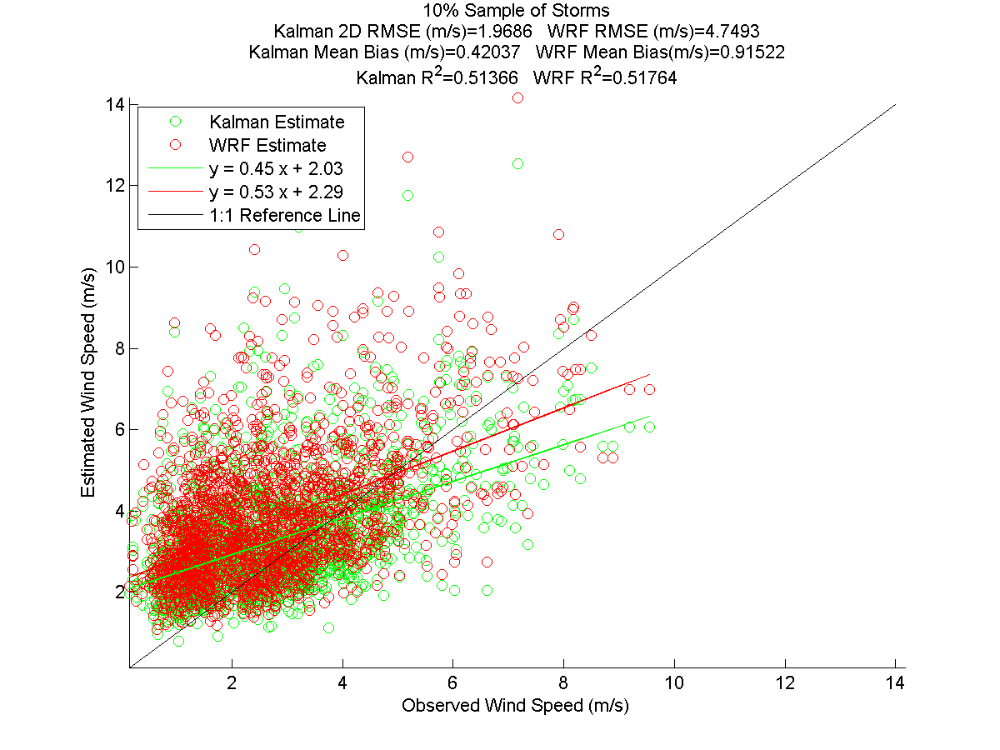 10% Sample of Storms
Kalman 2D RMSE (m/s)=1.9686 WRF RMSE (m/s)=4.7493
Kalman Mean Bias (m/s)=0.42037 WRF Mean Bias(m/s)=0.91522
Kalman R2=0.51366 WRF R2=0.51764
Kalman Estimate
WRF Estimate
y = 0.45 x + 2.03
y = 0.53 x + 2.29
1:1 Reference Line
14
12
10
8
6
4
2
Estimated Wind Speed (m/s)
2 4 6 8 10 12 14
Observed Wind Speed (m/s)